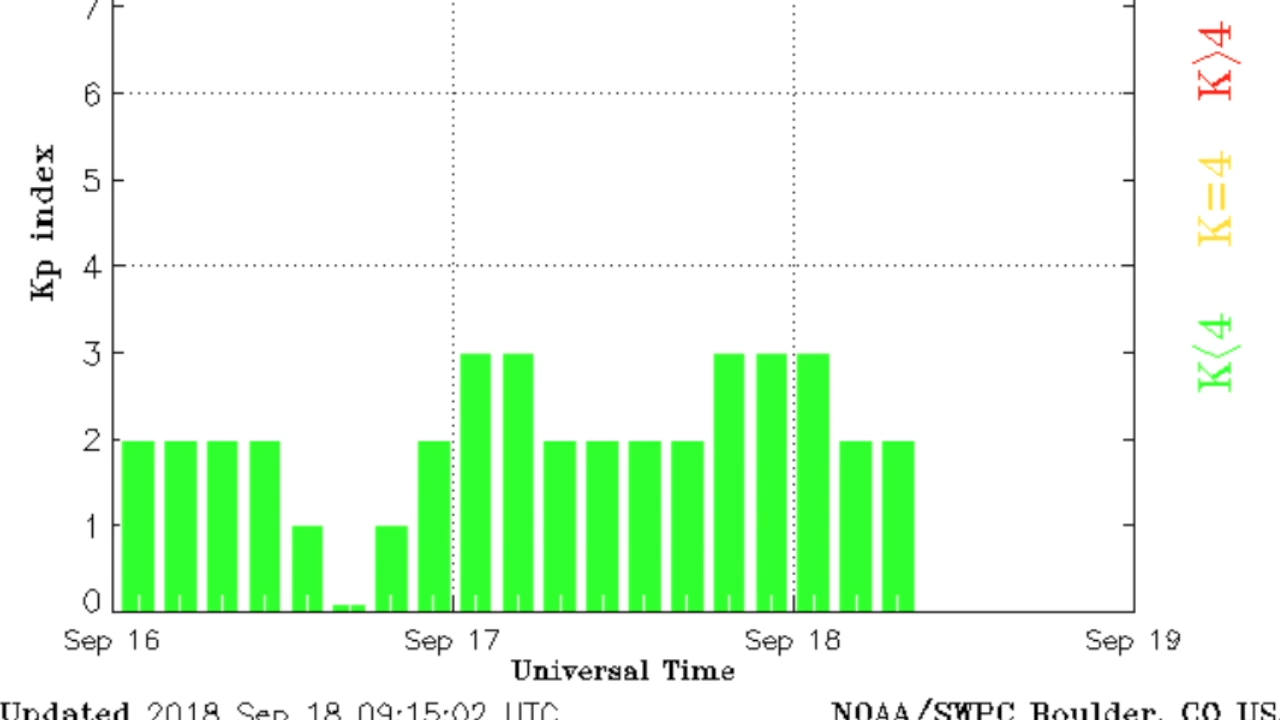 7
6
5
4
3
2
1
0
Kp index
Sep 16 Sep 17 Sep 18 Sep 19
Universal Time
Updated 2018 Sep 18 09:15:02 UTC
NOAA/SWPC Boulder, CO US
K>4
K=4
K<4